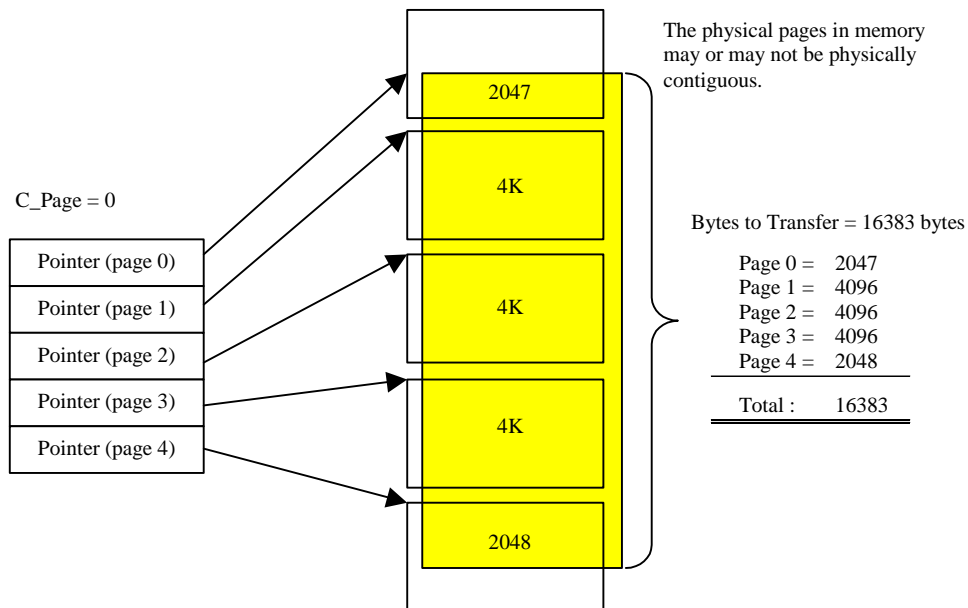 The physical pages in memory
may or may not be physically
contiguous.
2047
4K
C_Page = 0
Bytes to Transfer = 16383 bytes
Pointer (page 0)
Pointer (page 1)
Pointer (page 2)
Pointer (page 3)
Pointer (page 4)
4K
4K
2048
Page 0 = 2047
Page 1 = 4096
Page 2 = 4096
Page 3 = 4096
Page 4 = 2048
Total : 16383